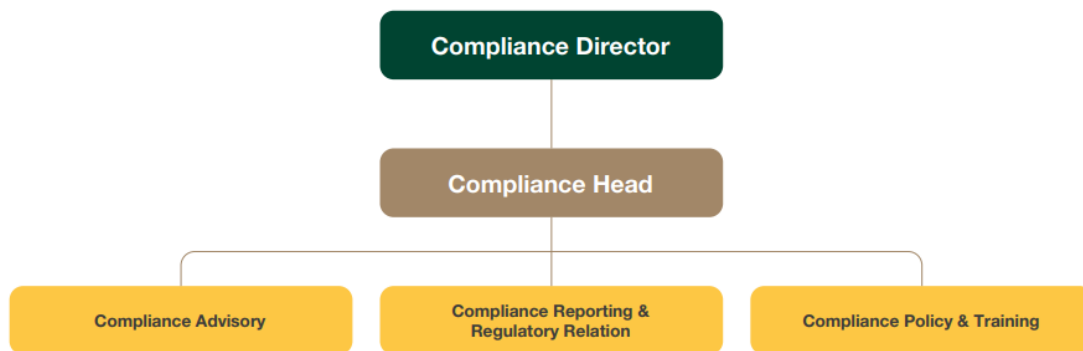 Compliance Director
Compliance Head
Compliance Advisory
Compliance Reporting &
Regulatory Relation
Compliance Policy & Training